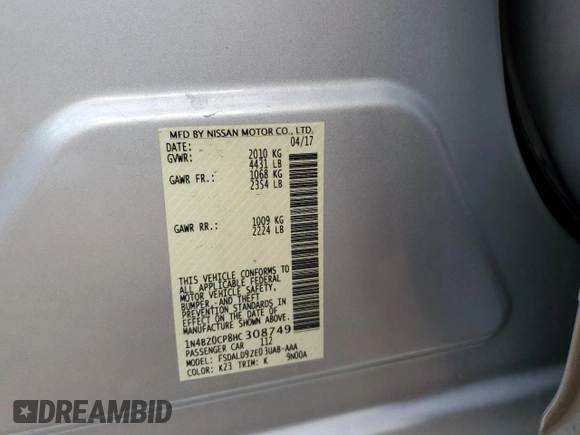 MFD BY NISSAN MOTOR CO., LTD.
DATE: 04/17
GVWR: 2010 KG
4431 LB
GAWR FR.: 1068 KG
2354 LB
GAWR RR.: 1009 KG
2224 LB
THIS VEHICLE CONFORMS TO
ALL APPLICABLE FEDERAL
MOTOR VEHICLE SAFETY,
BUMPER, AND THEFT
PREVENTION STANDARDS IN
EFFECT ON THE DATE OF
MANUFACTURE SHOWN ABOVE.
1N4BZ0CP8HC 308749
PASSENGER CAR 112
MODEL: FSDALD9ZE03UAB-AAA
COLOR: K23 TRIM: K 9N00A
DREAMBID
DREAMBID